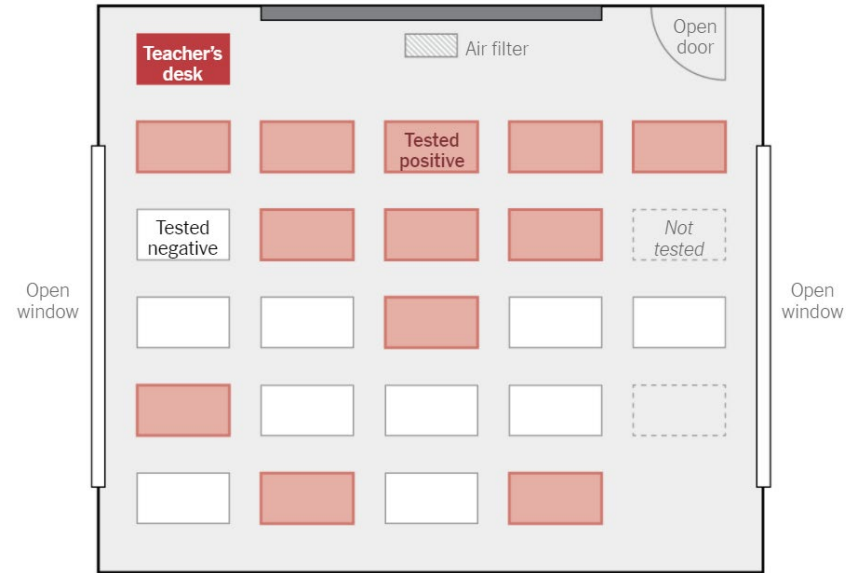 Teacher’s
desk
Air filter
Open
door
Tested
positive
Tested
negative
Not
tested
Open
window
Open
window